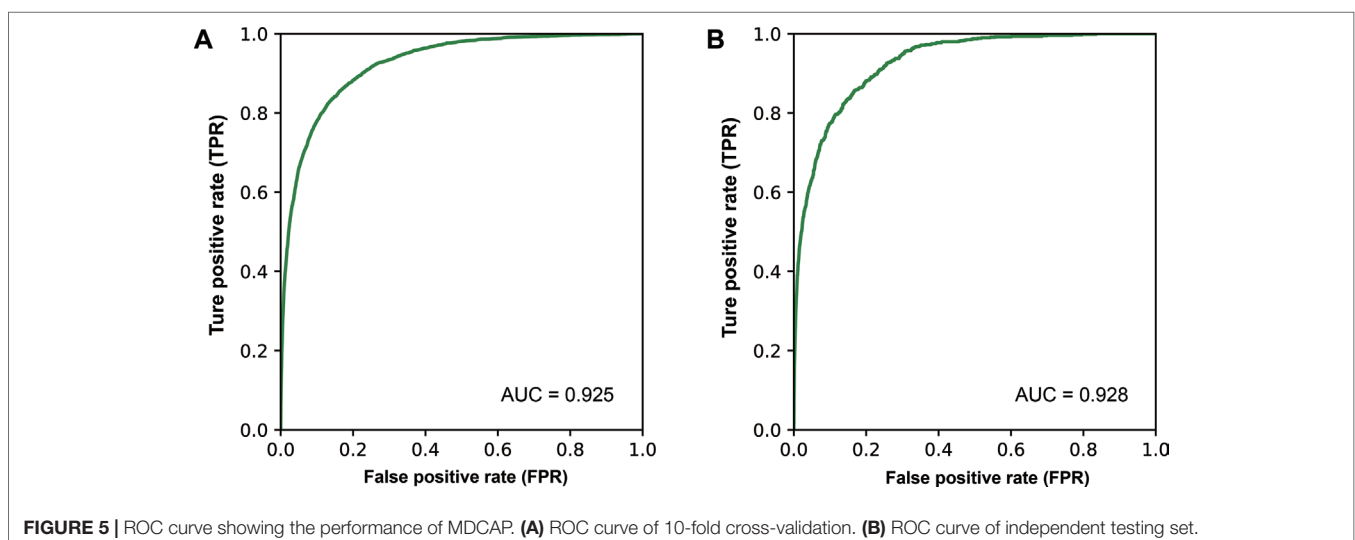 A
1.0
0.8
0.6
0.4
0.2
0.0
Ture positive rate (TPR)
AUC = 0.925
0.0 0.2 0.4 0.6 0.8 1.0
False positive rate (FPR)
B
1.0
0.8
0.6
0.4
0.2
0.0
Ture positive rate (TPR)
AUC = 0.928
0.0 0.2 0.4 0.6 0.8 1.0
False positive rate (FPR)
FIGURE 5 | ROC curve showing the performance of MDCAP. (A) ROC curve of 10-fold cross-validation. (B) ROC curve of independent testing set.